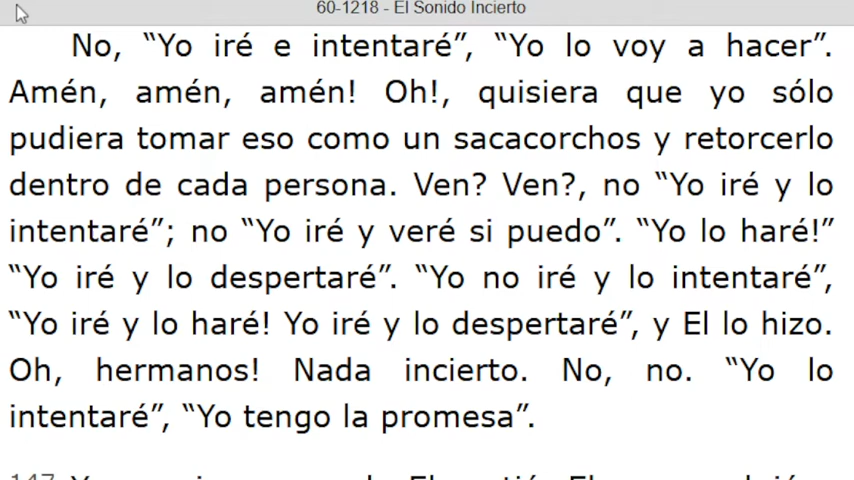 60-1218 - El Sonido Incierto
No, “Yo iré e intentaré”, “Yo lo voy a hacer”.
Amén, amén, amén! Oh!, quisiera que yo sólo
pudiera tomar eso como un sacacorchos y retorcerlo
dentro de cada persona. Ven? Ven?, no “Yo iré y lo
intentaré”; no “Yo iré y veré si puedo”. “Yo lo haré!”
“Yo iré y lo despertaré”. “Yo no iré y lo intentaré”,
“Yo iré y lo haré! Yo iré y lo despertaré”, y El lo hizo.
Oh, hermanos! Nada incierto. No, no. “Yo lo
intentaré”, “Yo tengo la promesa”.
147